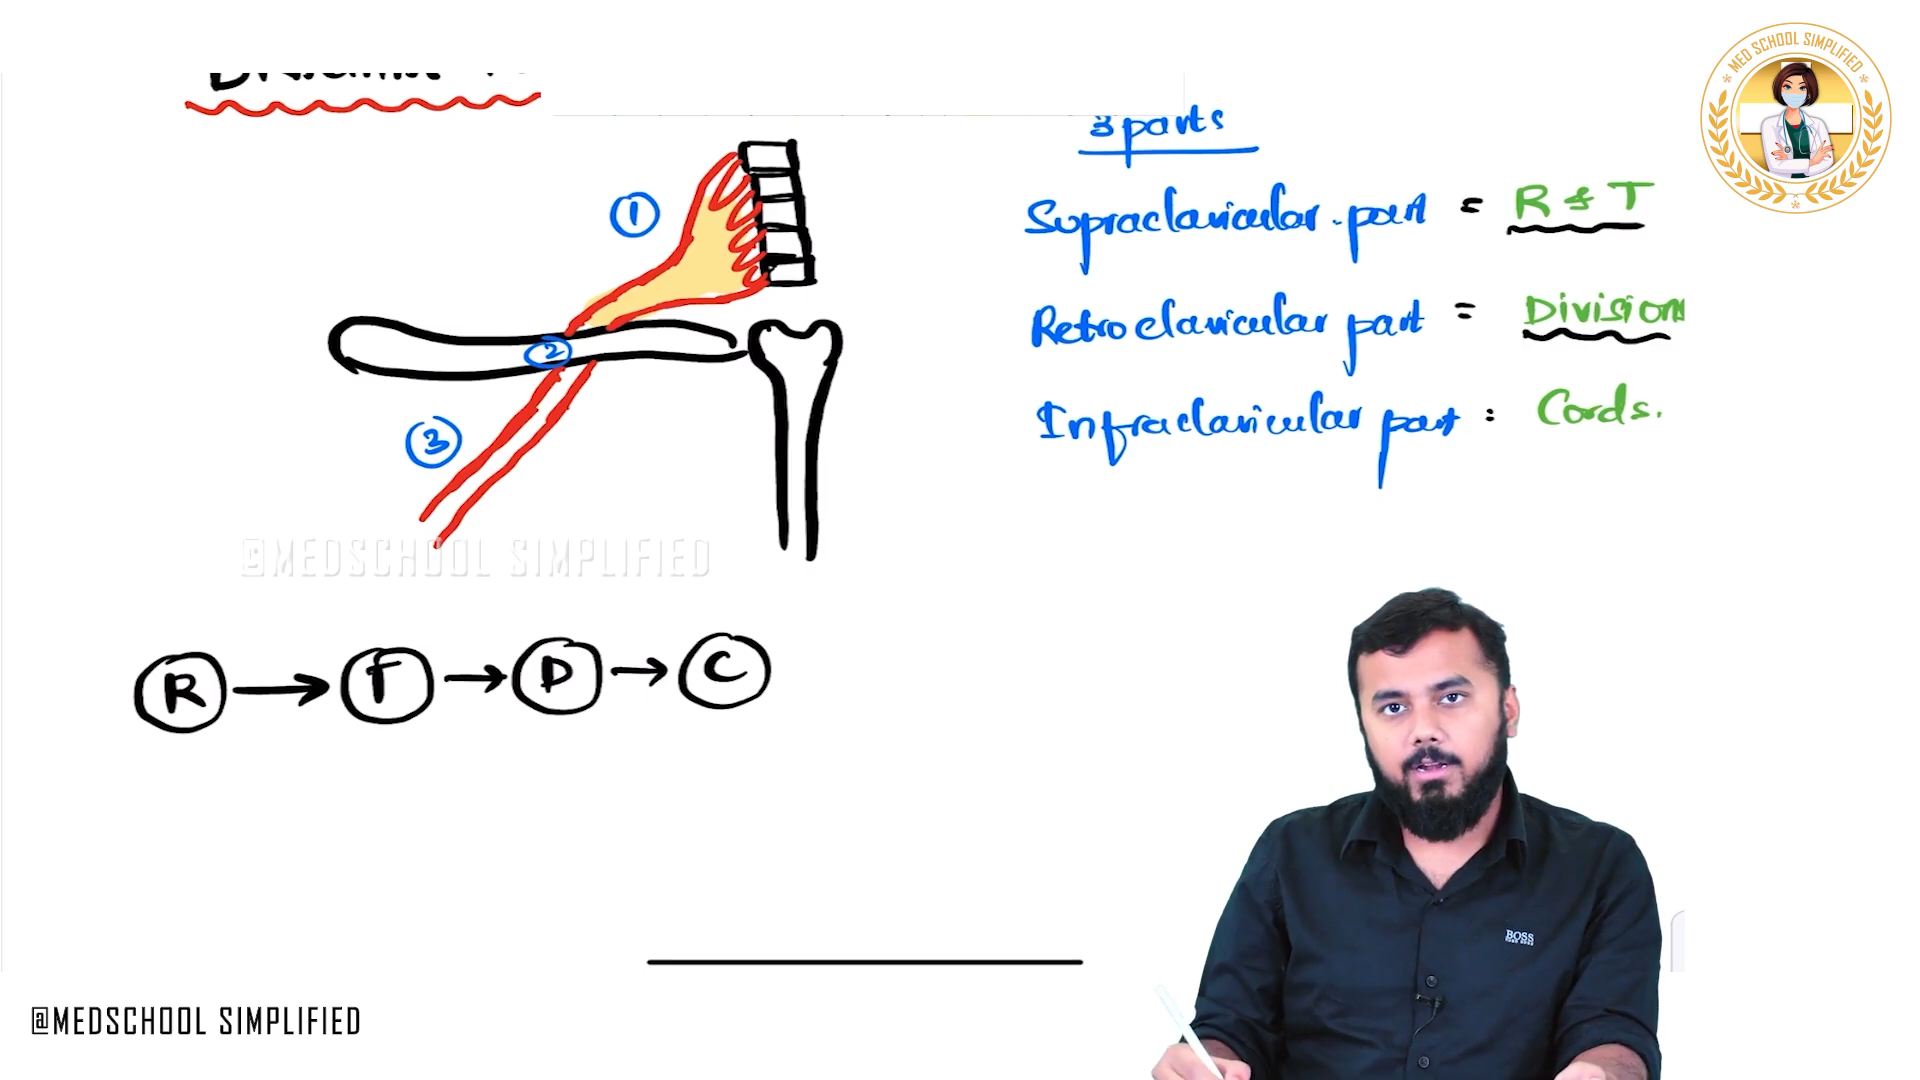 MED SCHOOL SIMPLIFIED
3 parts
Supraclavicular part = R & T
Retroclavicular part = Division
Infraclavicular part : Cords.
1
2
3
@MEDSCHOOL SIMPLIFIED
R → T → D → C
BOSS
@MEDSCHOOL SIMPLIFIED